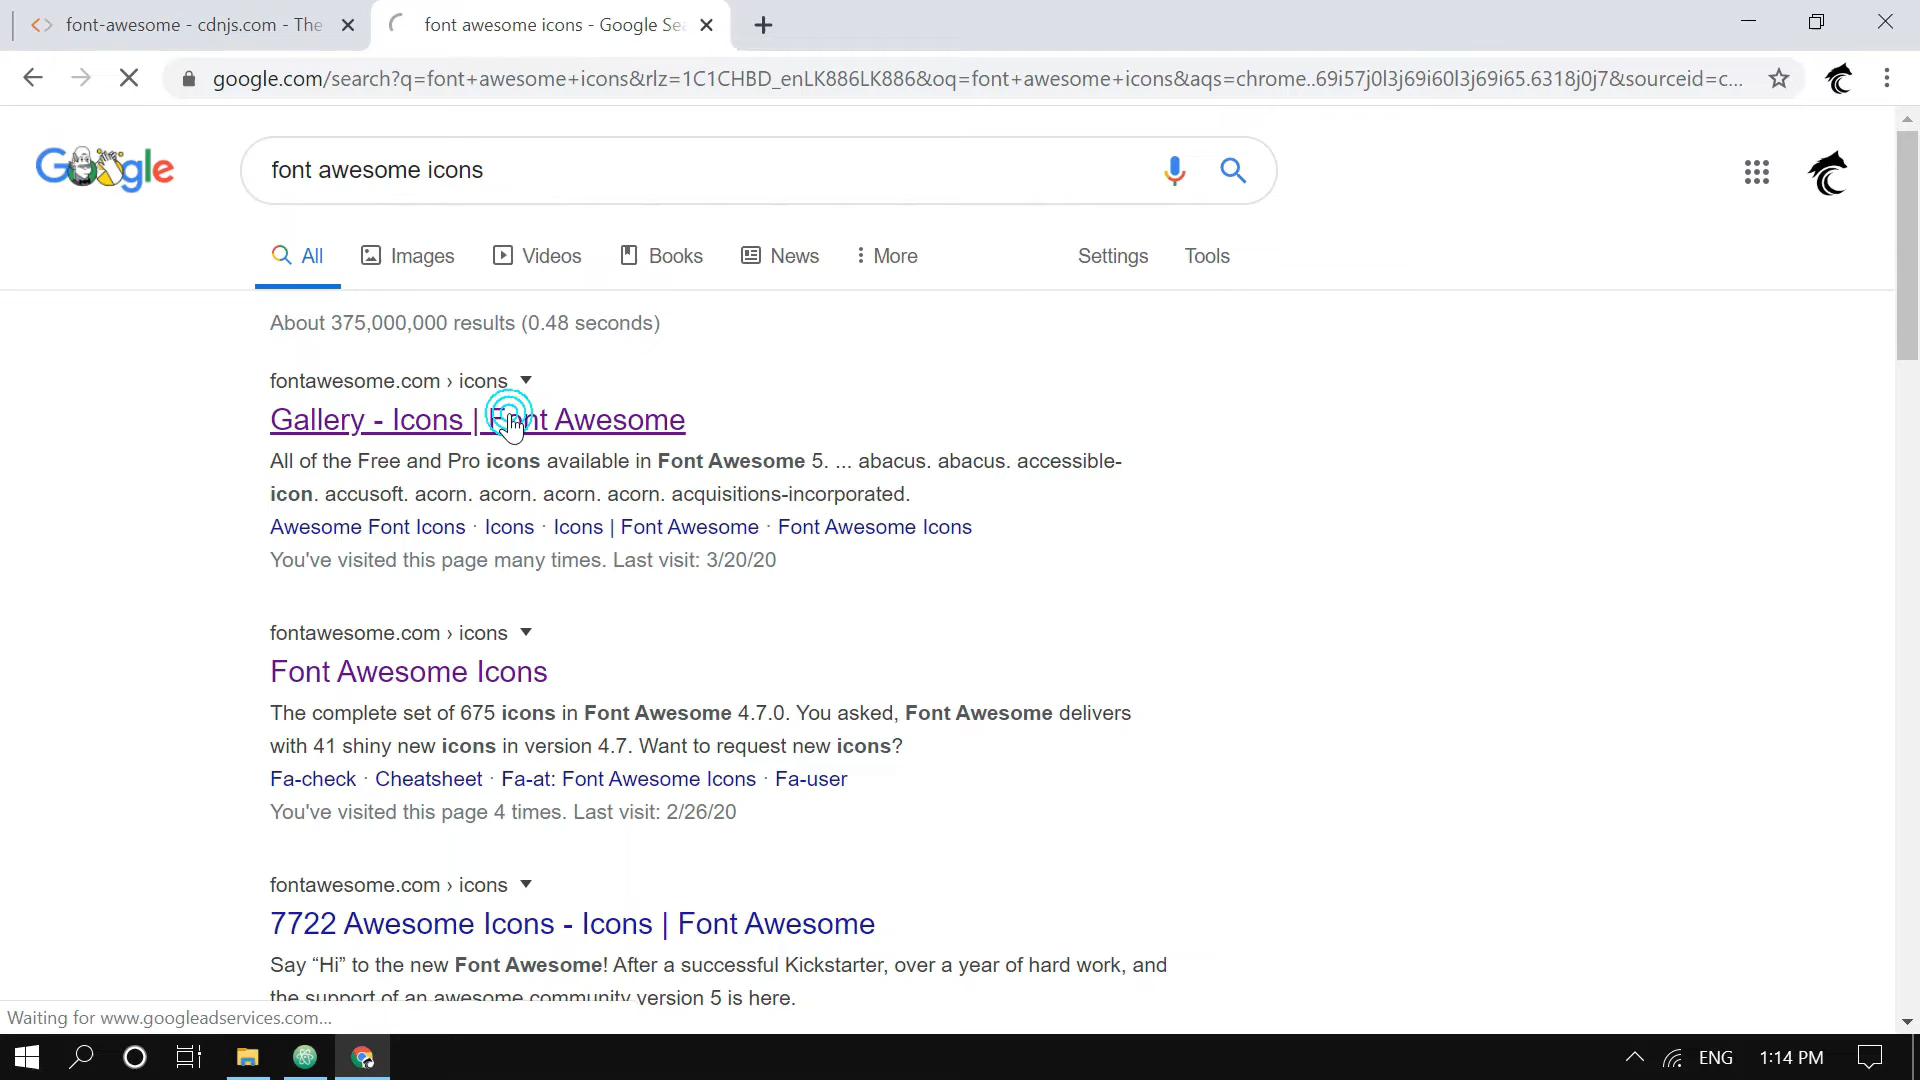 font-awesome - cdnjs.com - The
font awesome icons - Google Se
google.com/search?q=font+awesome+icons&rlz=1C1CHBD_enLK886LK886&oq=font+awesome+icons&aqs=chrome..69i57j0l3j69i60l3j69i65.6318j0j7&sourceid=c...
Google
font awesome icons
All Images Videos Books News More Settings Tools
About 375,000,000 results (0.48 seconds)
fontawesome.com › icons
Gallery - Icons | Font Awesome
All of the Free and Pro icons available in Font Awesome 5. ... abacus. abacus. accessible-
icon. accusoft. acorn. acorn. acorn. acorn. acquisitions-incorporated.
Awesome Font Icons · Icons · Icons | Font Awesome · Font Awesome Icons
You've visited this page many times. Last visit: 3/20/20
fontawesome.com › icons
Font Awesome Icons
The complete set of 675 icons in Font Awesome 4.7.0. You asked, Font Awesome delivers
with 41 shiny new icons in version 4.7. Want to request new icons?
Fa-check · Cheatsheet · Fa-at: Font Awesome Icons · Fa-user
You've visited this page 4 times. Last visit: 2/26/20
fontawesome.com › icons
7722 Awesome Icons - Icons | Font Awesome
Say “Hi” to the new Font Awesome! After a successful Kickstarter, over a year of hard work, and
the support of an awesome community version 5 is here.
Waiting for www.googleadservices.com...
ENG 1:14 PM